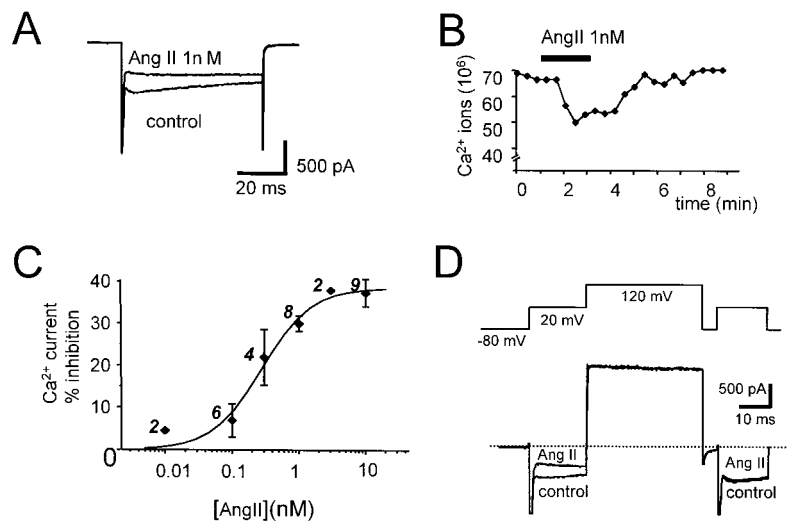 A
Ang II 1n M
control
500 pA
20 ms
B
AngII 1nM
Ca²⁺ ions (10⁶)
70
60
50
40
0 2 4 6 8
time (min)
C
Ca²⁺ current
% inhibition
40
30
20
10
0
2
6
4
8
2
9
0.01 0.1 1 10
[AngII](nM)
D
120 mV
20 mV
-80 mV
500 pA
10 ms
Ang II
control
Ang II
control